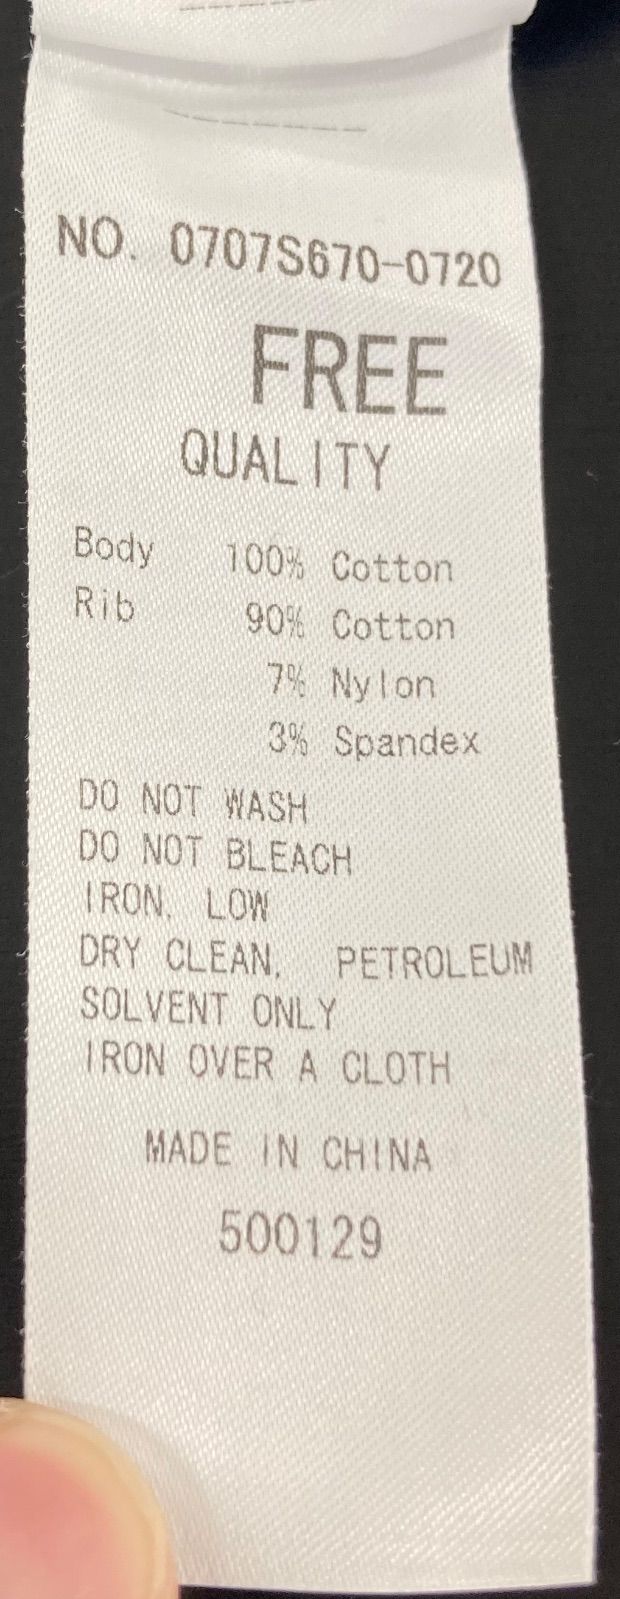 NO. 0707S670-0720
FREE
QUALITY
Body 100% Cotton
Rib 90% Cotton
7% Nylon
3% Spandex
DO NOT WASH
DO NOT BLEACH
IRON, LOW
DRY CLEAN, PETROLEUM
SOLVENT ONLY
IRON OVER A CLOTH
MADE IN CHINA
500129